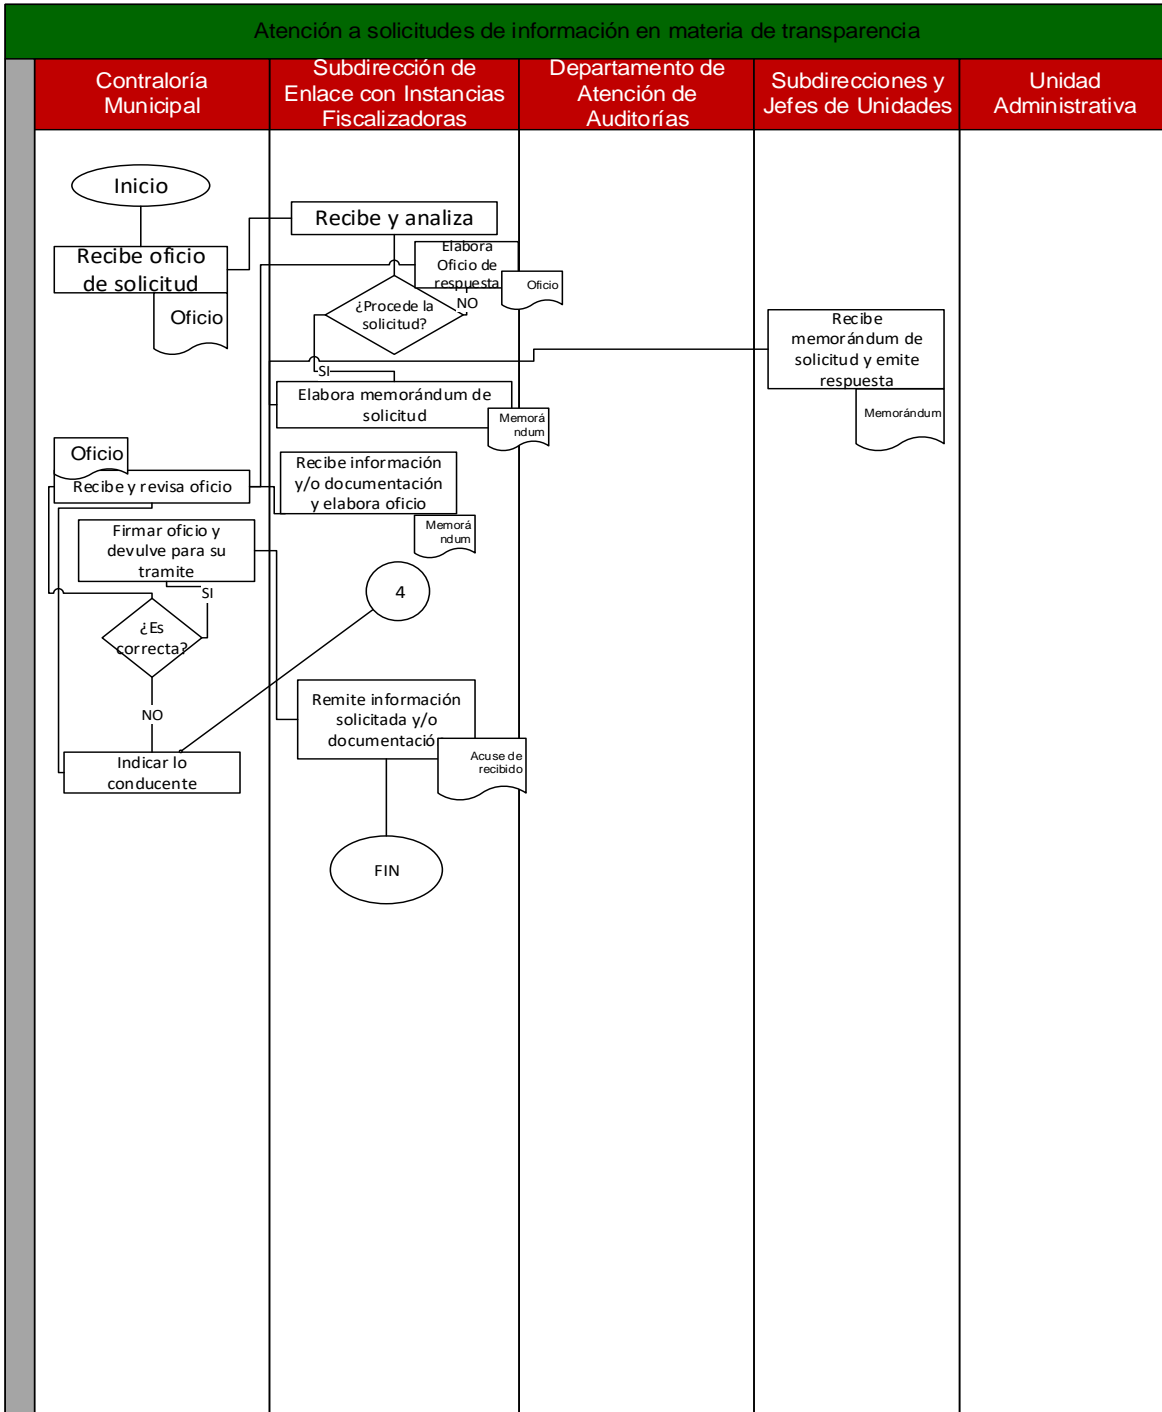 Atención a solicitudes de información en materia de transparencia
Contraloría
Municipal
Subdirección de
Enlace con Instancias
Fiscalizadoras
Departamento de
Atención de
Auditorías
Subdirecciones y
Jefes de Unidades
Unidad
Administrativa
Inicio
Recibe y analiza
Recibe oficio
de solicitud
Oficio
Elabora
Oficio de
respuesta
Oficio
NO
¿Procede la
solicitud?
SI
Recibe
memorándum de
solicitud y emite
respuesta
Memorándum
Elabora memorándum de
solicitud
Memorá
ndum
Oficio
Recibe y revisa oficio
Recibe información
y/o documentación
y elabora oficio
Memorá
ndum
Firmar oficio y
devulve para su
tramite
SI
4
¿Es
correcta?
NO
Indicar lo
conducente
Remite información
solicitada y/o
documentació
Acuse de
recibido
FIN